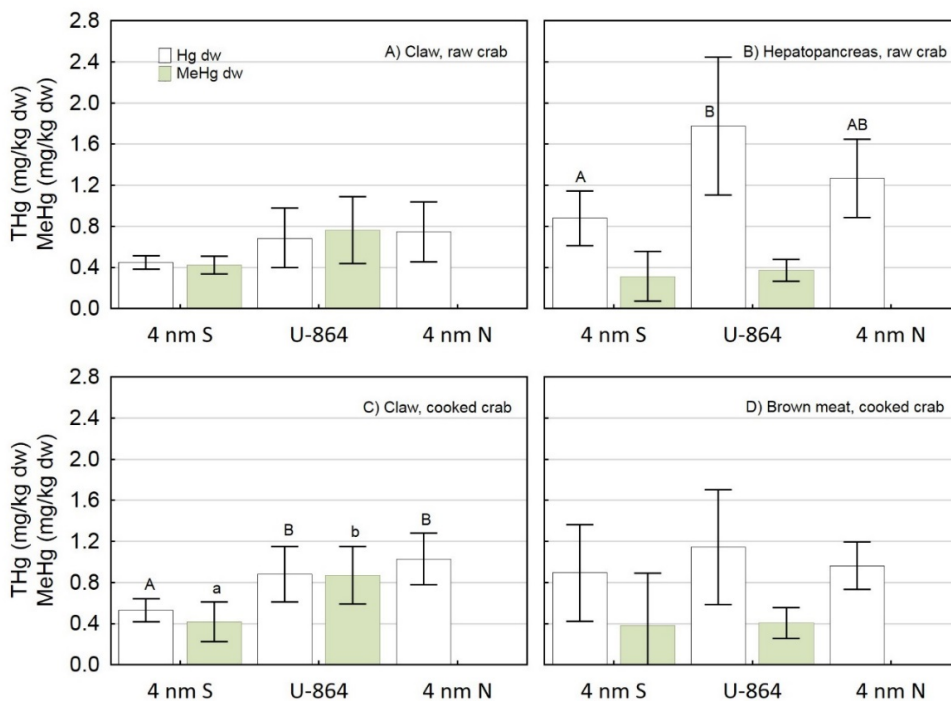 THg (mg/kg dw)
MeHg (mg/kg dw)
2.8
2.4
2.0
1.6
1.2
0.8
0.4
0.0
Hg dw
MeHg dw
A) Claw, raw crab
4 nm S
U-864
4 nm N
B) Hepatopancreas, raw crab
A
B
AB
4 nm S
U-864
4 nm N
THg (mg/kg dw)
MeHg (mg/kg dw)
2.8
2.4
2.0
1.6
1.2
0.8
0.4
0.0
C) Claw, cooked crab
A
a
B
b
B
4 nm S
U-864
4 nm N
D) Brown meat, cooked crab
4 nm S
U-864
4 nm N